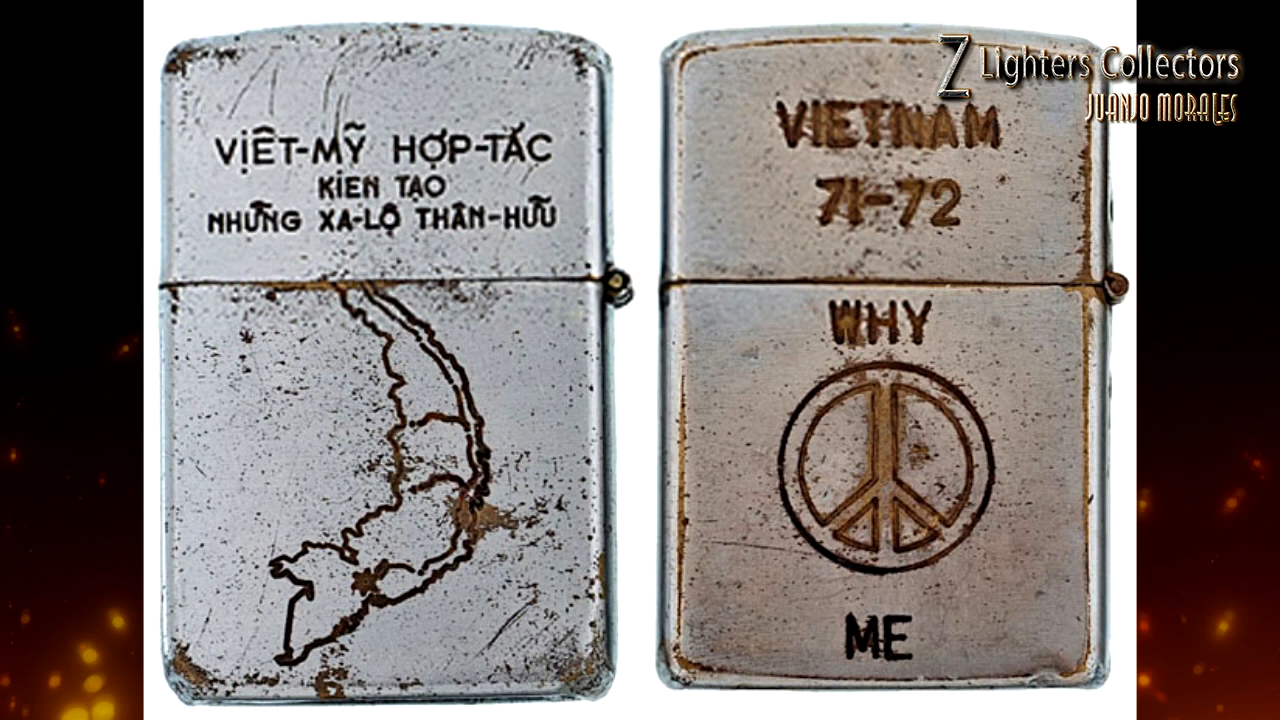 VIỆT-MỸ HỢP-TÁC
KIEN TẠO
NHỮNG XA-LỘ THÂN-HỮU
VIETNAM
71-72
WHY
ME
Z Lighters Collectors
JUANJO MORALES